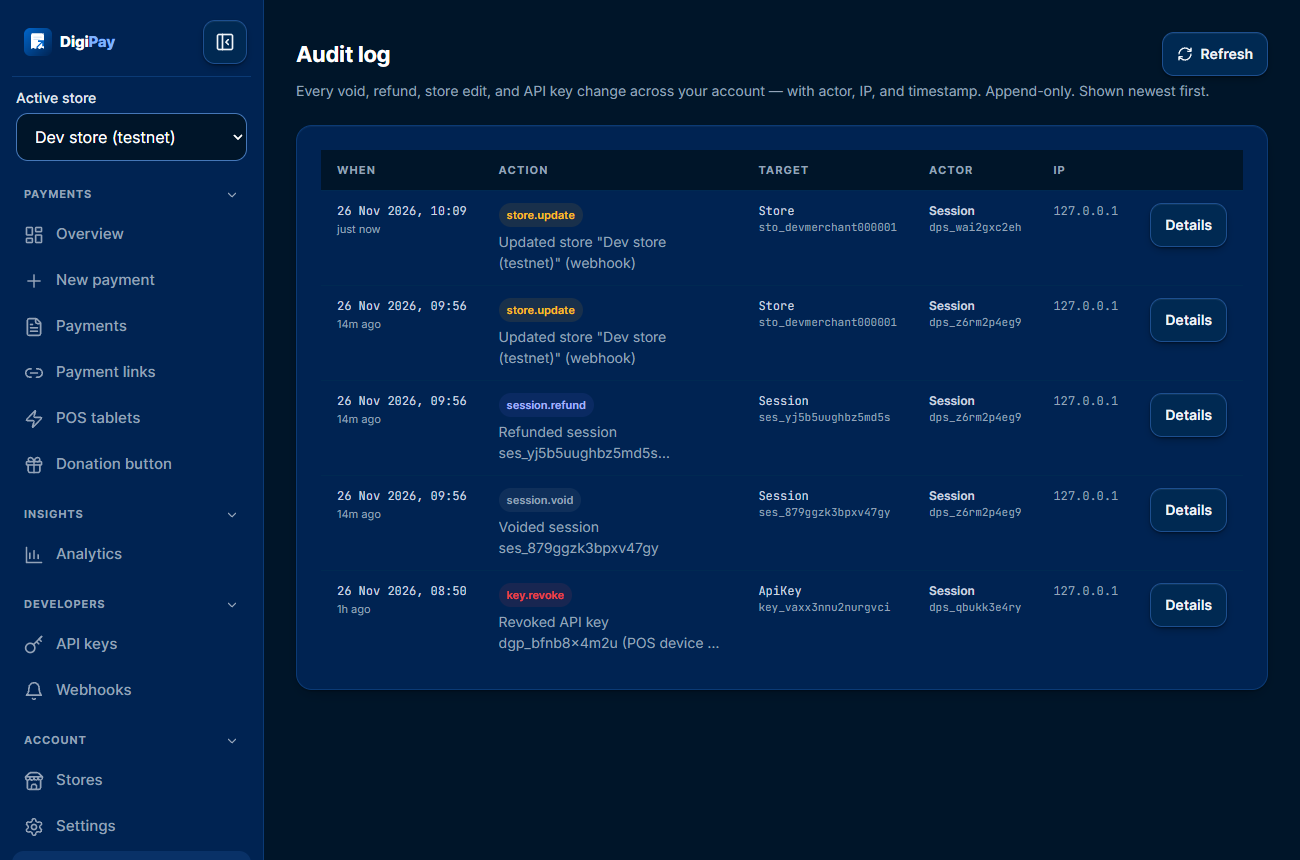 DigiPay
Active store
Dev store (testnet)
PAYMENTS
Overview
New payment
Payments
Payment links
POS tablets
Donation button
INSIGHTS
Analytics
DEVELOPERS
API keys
Webhooks
ACCOUNT
Stores
Settings
Audit log
Refresh
Every void, refund, store edit, and API key change across your account — with actor, IP, and timestamp. Append-only. Shown newest first.
WHEN ACTION TARGET ACTOR IP
26 Nov 2026, 10:09 store.update Store Session 127.0.0.1 Details
just now sto_devmerchant000001 dps_wai2gxc2eh
Updated store "Dev store
(testnet)" (webhook)
26 Nov 2026, 09:56 store.update Store Session 127.0.0.1 Details
14m ago sto_devmerchant000001 dps_z6rm2p4eg9
Updated store "Dev store
(testnet)" (webhook)
26 Nov 2026, 09:56 session.refund Session Session 127.0.0.1 Details
14m ago ses_yj5b5uughbz5md5s dps_z6rm2p4eg9
Refunded session
ses_yj5b5uughbz5md5s...
26 Nov 2026, 09:56 session.void Session Session 127.0.0.1 Details
14m ago ses_879ggzk3bpxv47gy dps_z6rm2p4eg9
Voided session
ses_879ggzk3bpxv47gy
26 Nov 2026, 08:50 key.revoke ApiKey Session 127.0.0.1 Details
1h ago key_vaxx3nnu2nurgvci dps_qbukk3e4ry
Revoked API key
dgp_bfnb8×4m2u (POS device ...